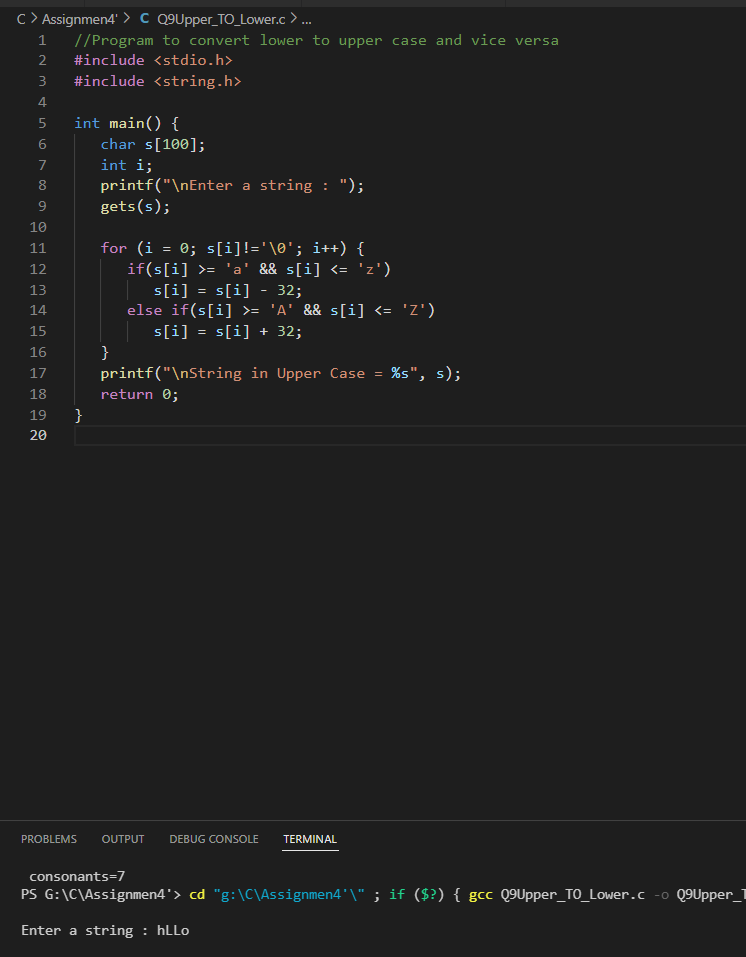 C > Assignmen4' > C Q9Upper_TO_Lower.c > ...
1 //Program to convert lower to upper case and vice versa
2 #include <stdio.h>
3 #include <string.h>
4
5 int main() {
6 char s[100];
7 int i;
8 printf("\nEnter a string : ");
9 gets(s);
10
11 for (i = 0; s[i]!='\0'; i++) {
12 if(s[i] >= 'a' && s[i] <= 'z')
13 s[i] = s[i] - 32;
14 else if(s[i] >= 'A' && s[i] <= 'Z')
15 s[i] = s[i] + 32;
16 }
17 printf("\nString in Upper Case = %s", s);
18 return 0;
19 }
20
PROBLEMS OUTPUT DEBUG CONSOLE TERMINAL
consonants=7
PS G:\C\Assignmen4'> cd "g:\C\Assignmen4'\" ; if ($?) { gcc Q9Upper_TO_Lower.c -o Q9Upper_T
Enter a string : hLLo